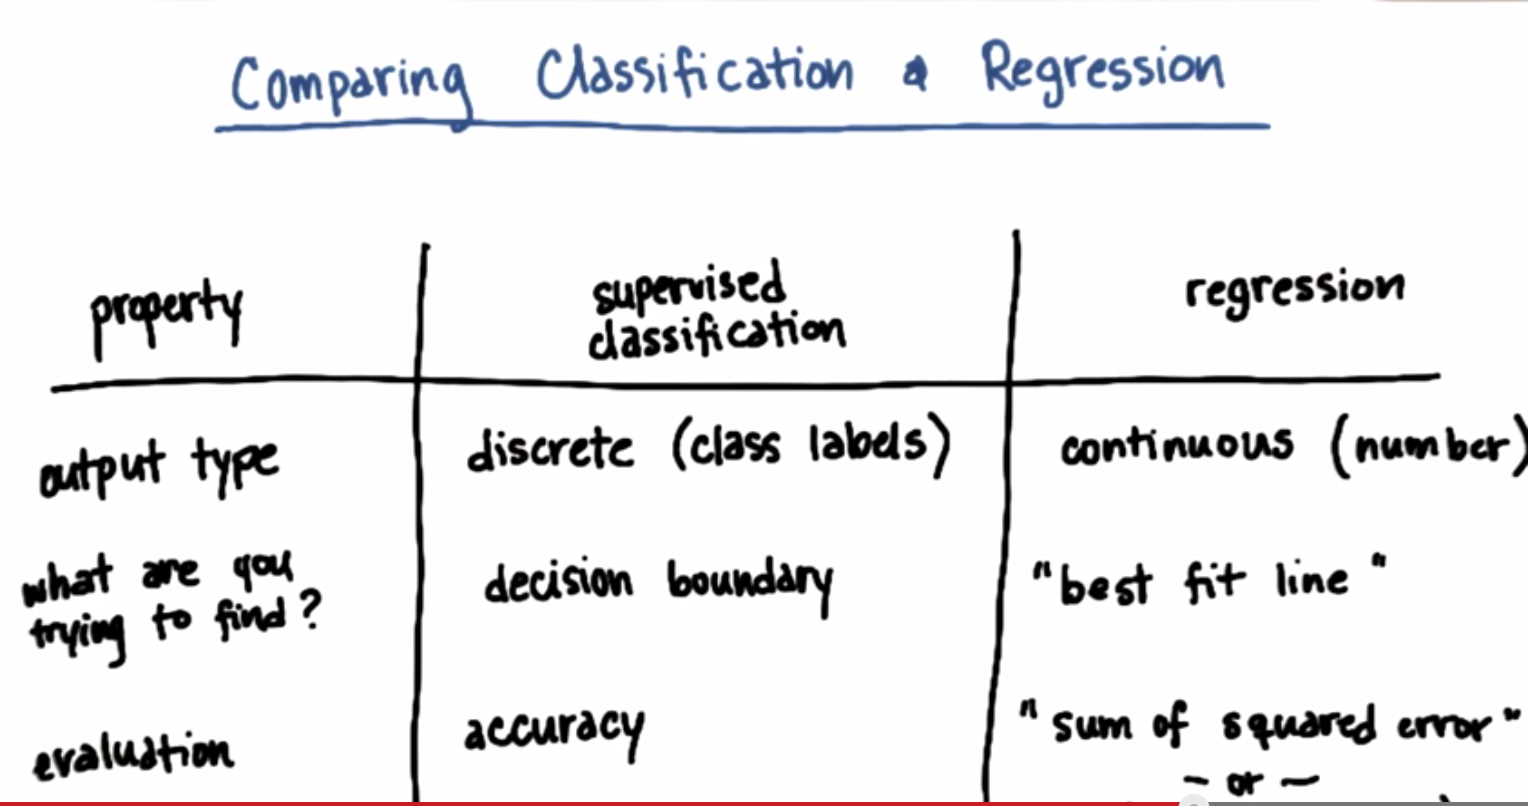 Comparing Classification & Regression
property
supervised
classification
regression
output type
discrete (class labels)
continuous (number)
what are you
trying to find?
decision boundary
"best fit line"
evaluation
accuracy
"sum of squared error"
- or -